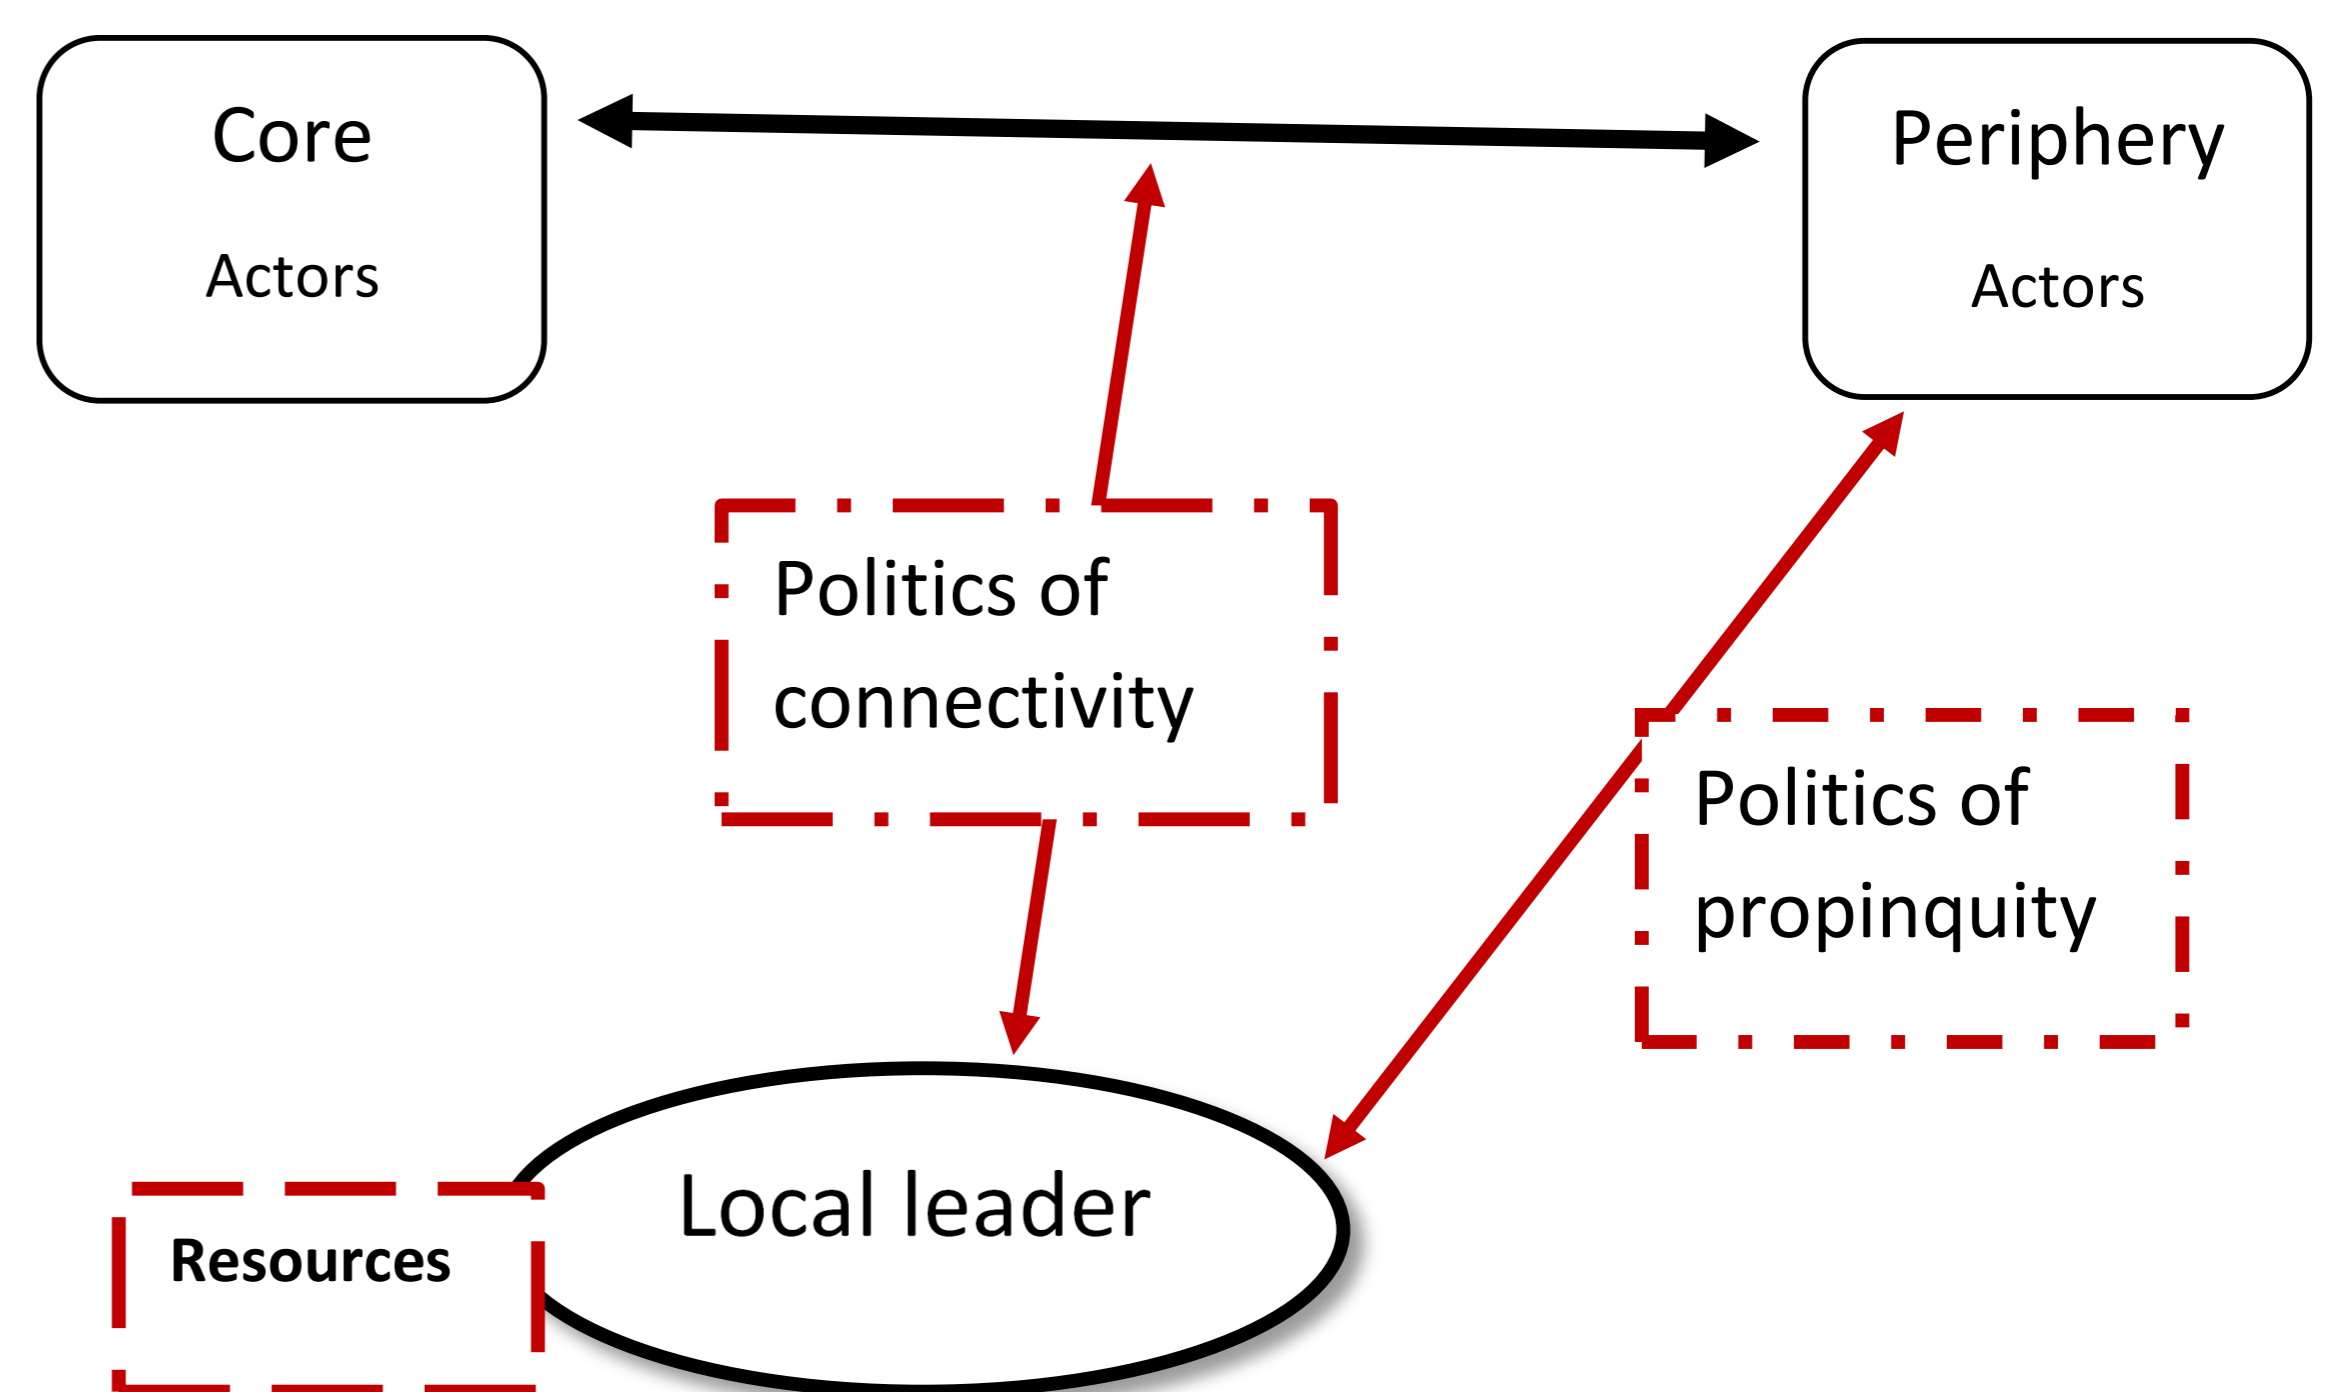 Core
Actors
Periphery
Actors
Politics of
connectivity
Politics of
propinquity
Local leader
Resources